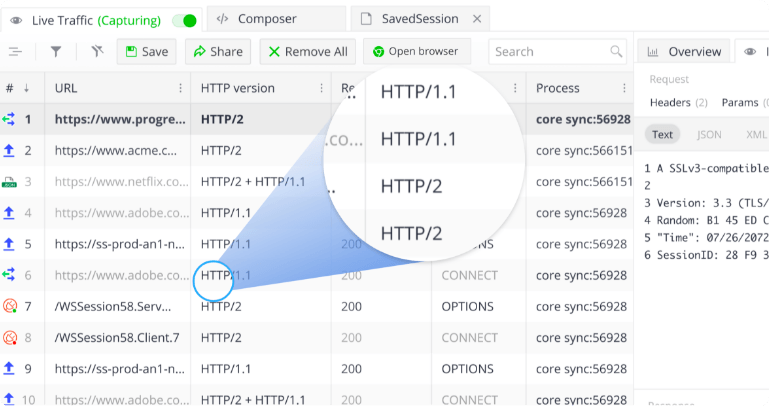 Live Traffic (Capturing) </> Composer SavedSession ×
Save Share Remove All Open browser Search Overview
Request
# ↓ URL HTTP version Re Process
Headers (2) Params
Text JSON XML
1 https://www.progre... HTTP/2 core sync:56928
2 https://www.acme.c... HTTP/2 core sync:566151
3 https://www.netflix.co... HTTP/2 + HTTP/1.1 core sync:566151
4 https://www.adobe.co... HTTP/1.1 core sync:56928
5 https://ss-prod-an1-n... HTTP/1.1 200 NS core sync:56928
6 https://www.adobe.co... HTTP/1.1 200 CONNECT core sync:56928
7 /WSSession58.Serv... HTTP/2 200 OPTIONS core sync:56928
8 /WSSession58.Client.7 HTTP/2 200 CONNECT core sync:56928
9 https://ss-prod-an1-n... HTTP/1.1 200 OPTIONS core sync:56928
10 https://www.adobe.co... HTTP/2 + HTTP/1.1 200 CONNECT core sync:56928
.. HTTP/1.1
.co... HTTP/1.1
.. HTTP/2
HTTP/2
1 A SSLv3-compatible
2
3 Version: 3.3 (TLS/
4 Random: B1 45 ED C
5 "Time": 07/26/2072
6 SessionID: 28 F9 3